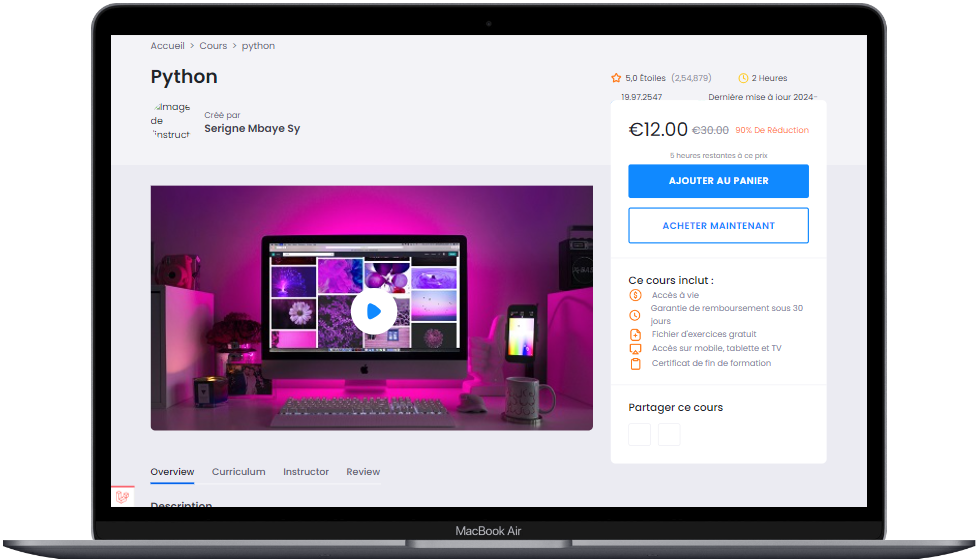 Accueil > Cours > python
Python
5,0 Étoiles (2,54,879) 2 Heures
19.97.2547 Dernière mise à jour 2024-
Image
de
l'instruct
Créé par
Serigne Mbaye Sy
€12.00 €30.00 90% De Réduction
5 heures restantes à ce prix
AJOUTER AU PANIER
ACHETER MAINTENANT
Ce cours inclut :
Accès à vie
Garantie de remboursement sous 30
jours
Fichier d'exercices gratuit
Accès sur mobile, tablette et TV
Certificat de fin de formation
Partager ce cours
Overview Curriculum Instructor Review
Description
MacBook Air